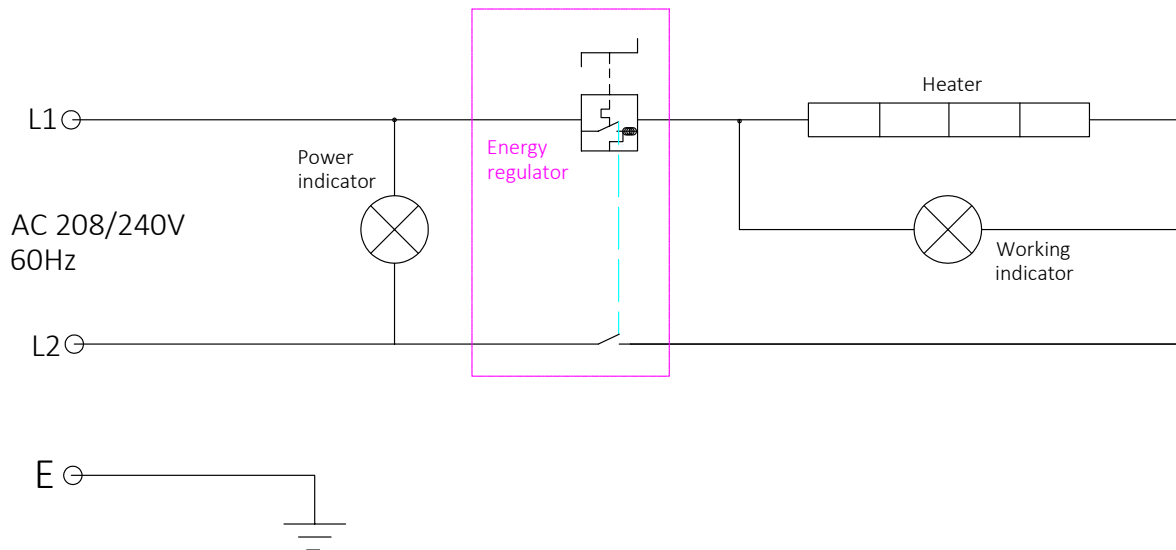 Heater
L1
Power
indicator
Energy
regulator
AC 208/240V
60Hz
Working
indicator
L2
E